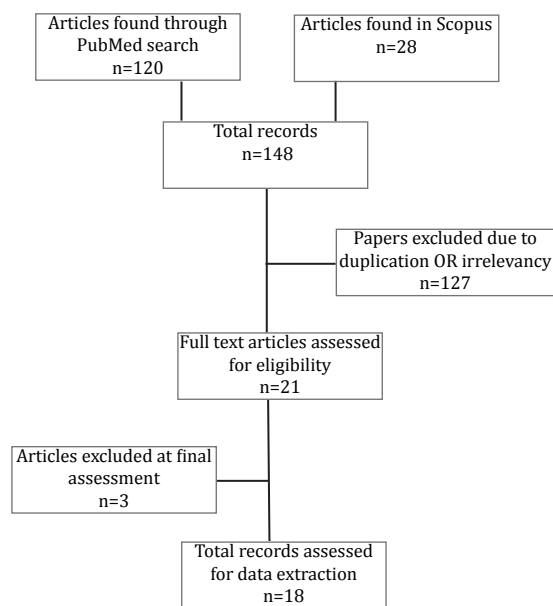 Articles found through
PubMed search
n=120
Articles found in Scopus
n=28
Total records
n=148
Papers excluded due to
duplication OR irrelevancy
n=127
Full text articles assessed
for eligibility
n=21
Articles excluded at final
assessment
n=3
Total records assessed
for data extraction
n=18